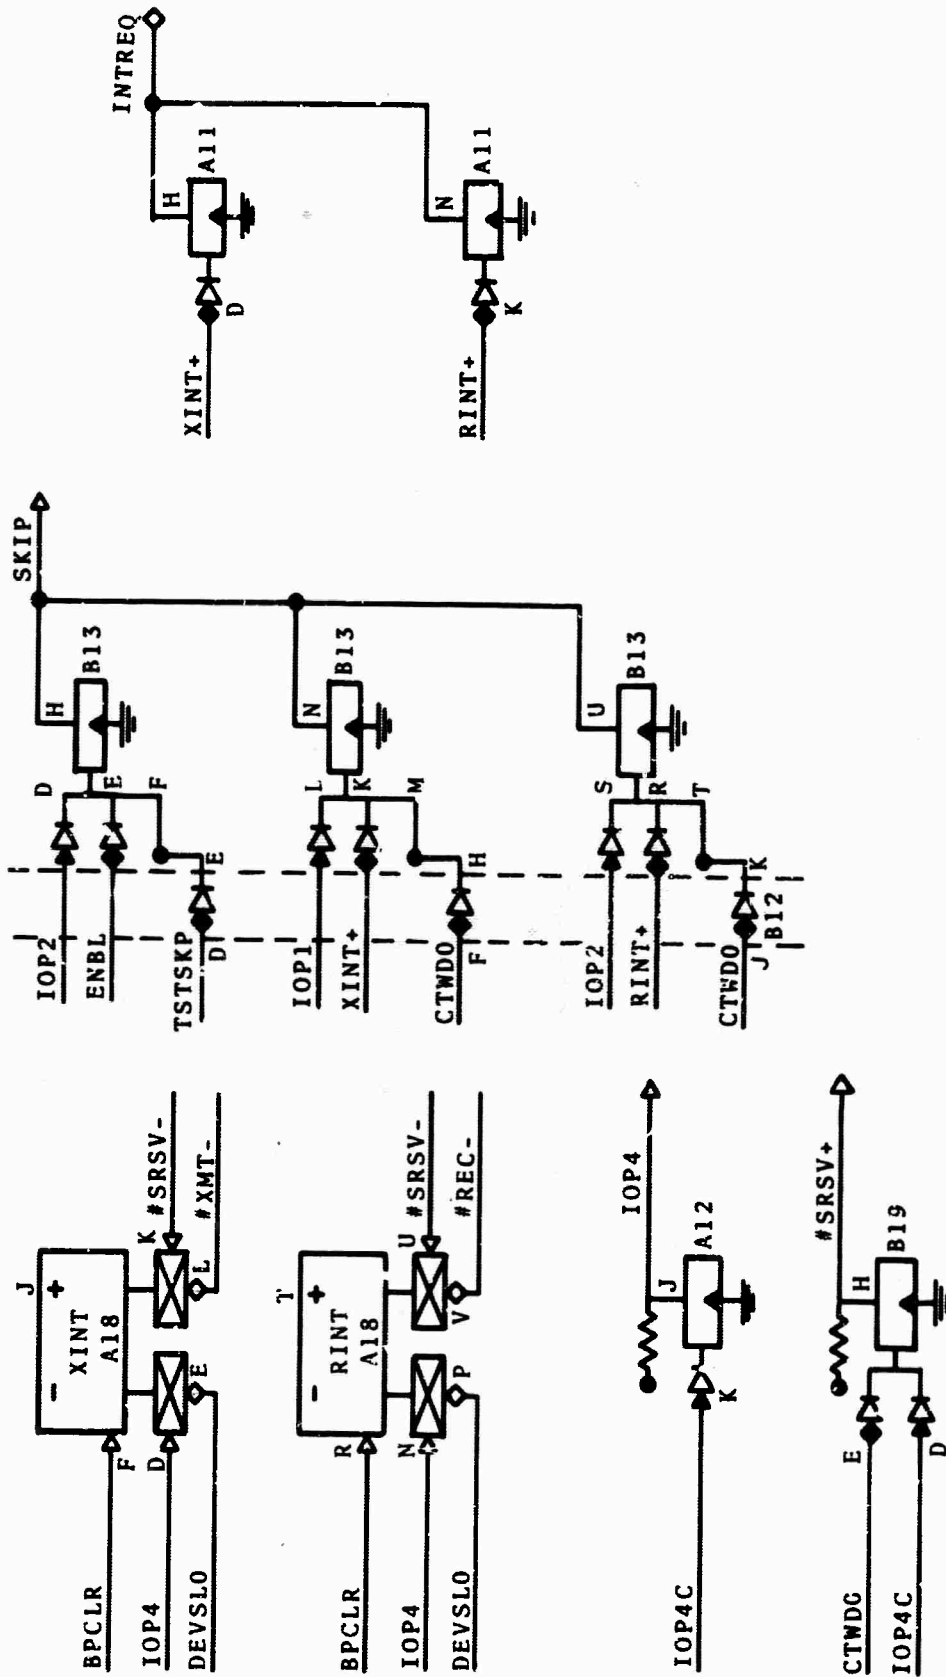 BPCLR
F
XINT
A18
-
+
J
IOP4
D
DEVSLO
E
K
#SRSV-
L
#XMT-
BPCLR
R
RINT
A18
-
+
T
IOP4
N
DEVSLO
P
U
#SRSV-
V
#REC-
IOP4C
K
J
A12
IOP4
CTWDG
E
IOP4C
D
H
B19
#SRSV+
IOP2
D
ENBL
E
F
TSTSKP
D
E
H
B13
SKIP
IOP1
L
XINT+
K
M
CTWDO
F
H
N
B13
IOP2
S
RINT+
R
T
CTWDO
J
B12
K
U
B13
XINT+
D
H
A11
INTREQ
RINT+
K
N
A11